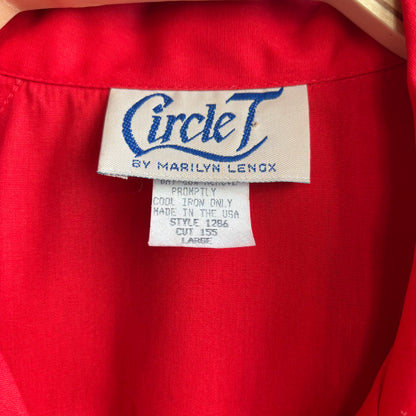 Circle T
BY MARILYN LENOX
PROMPTLY
COOL IRON ONLY
MADE IN THE USA
STYLE 1286
CUT 155
LARGE